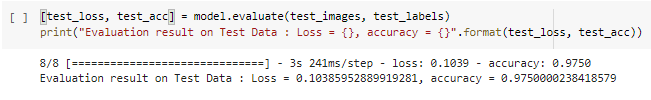 [ ] [test_loss, test_acc] = model.evaluate(test_images, test_labels)
print("Evaluation result on Test Data : Loss = {}, accuracy = {}".format(test_loss, test_acc))
8/8 [==============================] - 3s 241ms/step - loss: 0.1039 - accuracy: 0.9750
Evaluation result on Test Data : Loss = 0.10385952889919281, accuracy = 0.9750000238418579